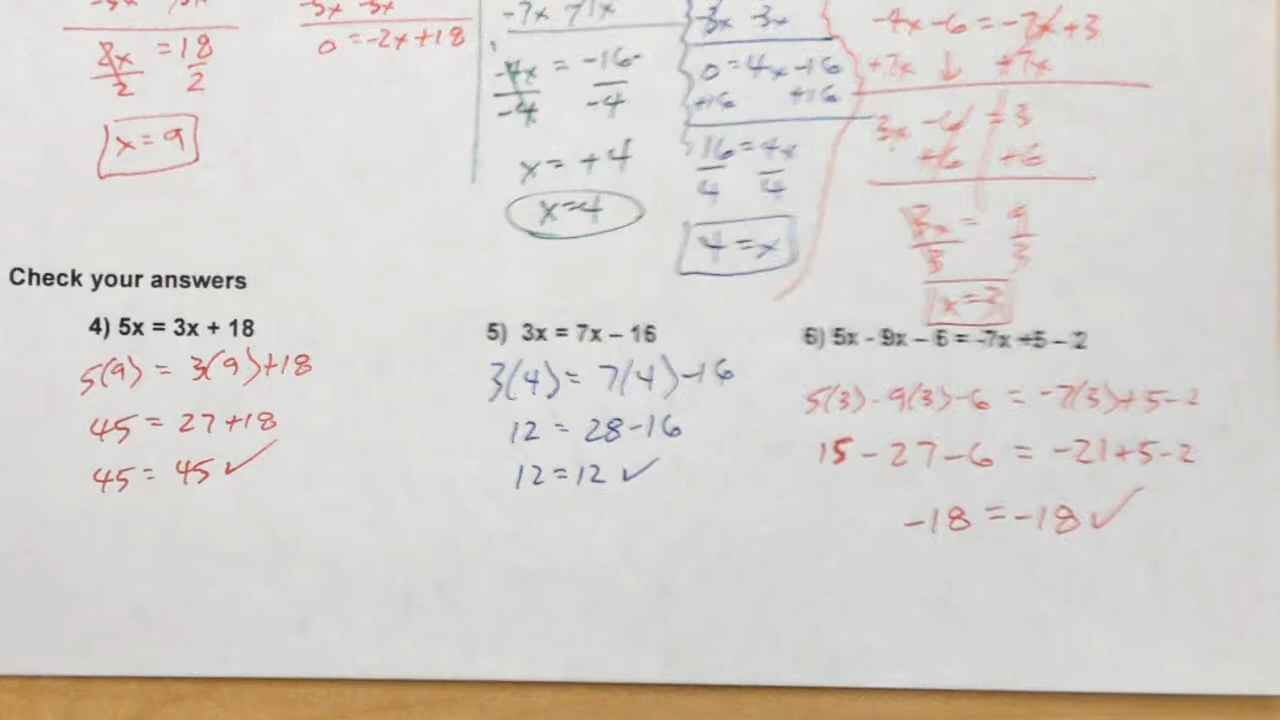 2x/2 = 18/2
x = 9
0 = -2x + 18
-4x/-4 = -16/-4
x = +4
x = 4
-3x -3x
0 = 4x - 16
+16 +16
16/4 = 4x/4
4 = x
-4x - 6 = -7x + 3
+7x ↓ +7x
3x - 6 = 3
+6 +6
3x/3 = 9/3
x = 3
Check your answers
4) 5x = 3x + 18
5(9) = 3(9) + 18
45 = 27 + 18
45 = 45 ✓
5) 3x = 7x – 16
3(4) = 7(4) - 16
12 = 28 - 16
12 = 12 ✓
6) 5x - 9x – 6 = -7x +5 – 2
5(3) - 9(3) - 6 = -7(3) + 5 - 2
15 - 27 - 6 = -21 + 5 - 2
-18 = -18 ✓